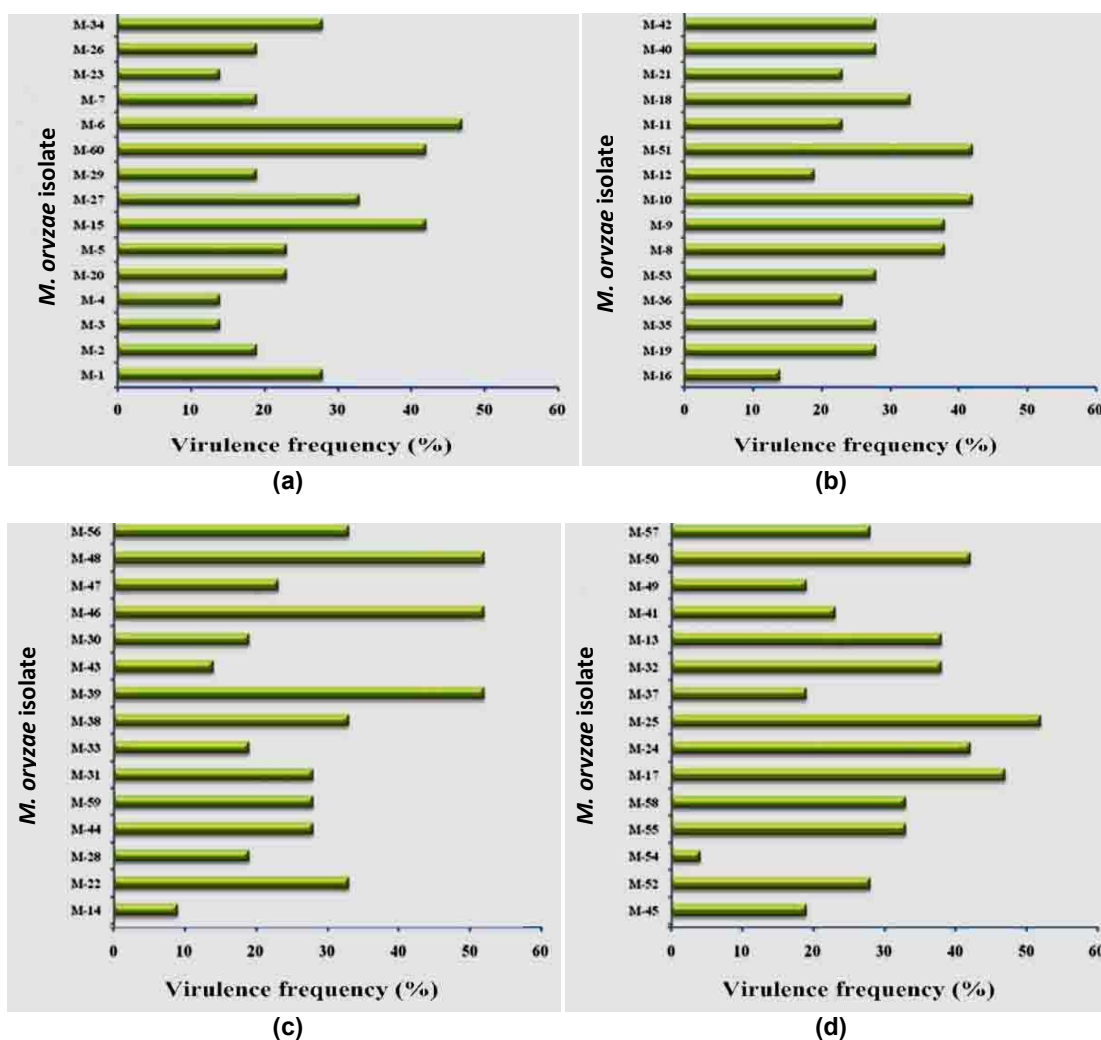 M. orvzae isolate
M-34
M-26
M-23
M-7
M-6
M-60
M-29
M-27
M-15
M-5
M-20
M-4
M-3
M-2
M-1
0 10 20 30 40 50 60
Virulence frequency (%)
(a)
M. orvzae isolate
M-42
M-40
M-21
M-18
M-11
M-51
M-12
M-10
M-9
M-8
M-53
M-36
M-35
M-19
M-16
0 10 20 30 40 50 60
Virulence frequency (%)
(b)
M. orvzae isolate
M-56
M-48
M-47
M-46
M-30
M-43
M-39
M-38
M-33
M-31
M-59
M-44
M-28
M-22
M-14
0 10 20 30 40 50 60
Virulence frequency (%)
(c)
M. orvzae isolate
M-57
M-50
M-49
M-41
M-13
M-32
M-37
M-25
M-24
M-17
M-58
M-55
M-54
M-52
M-45
0 10 20 30 40 50 60
Virulence frequency (%)
(d)